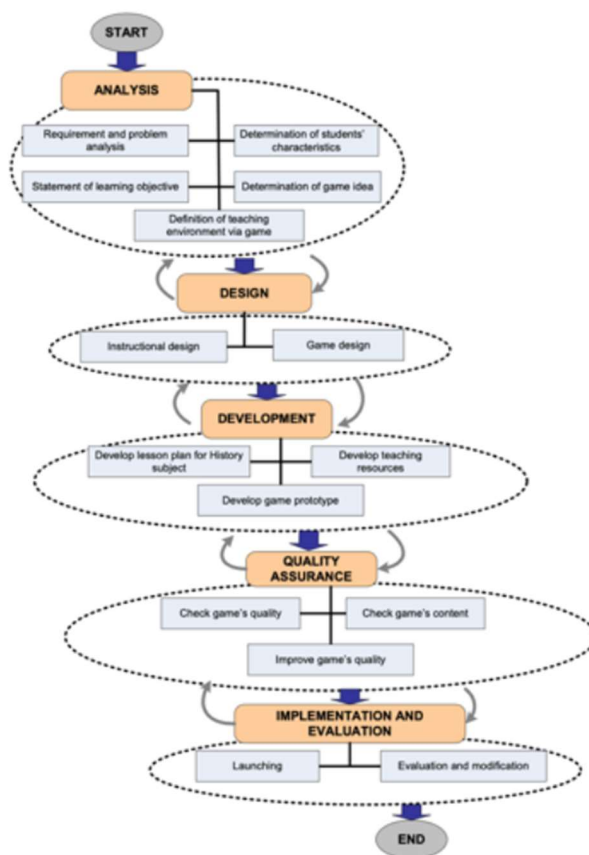 START
ANALYSIS
Requirement and problem
analysis
Determination of students'
characteristics
Statement of learning objective
Determination of game idea
Definition of teaching
environment via game
DESIGN
Instructional design
Game design
DEVELOPMENT
Develop lesson plan for History
subject
Develop teaching
resources
Develop game prototype
QUALITY
ASSURANCE
Check game's quality
Check game's content
Improve game's quality
IMPLEMENTATION AND
EVALUATION
Launching
Evaluation and modification
END